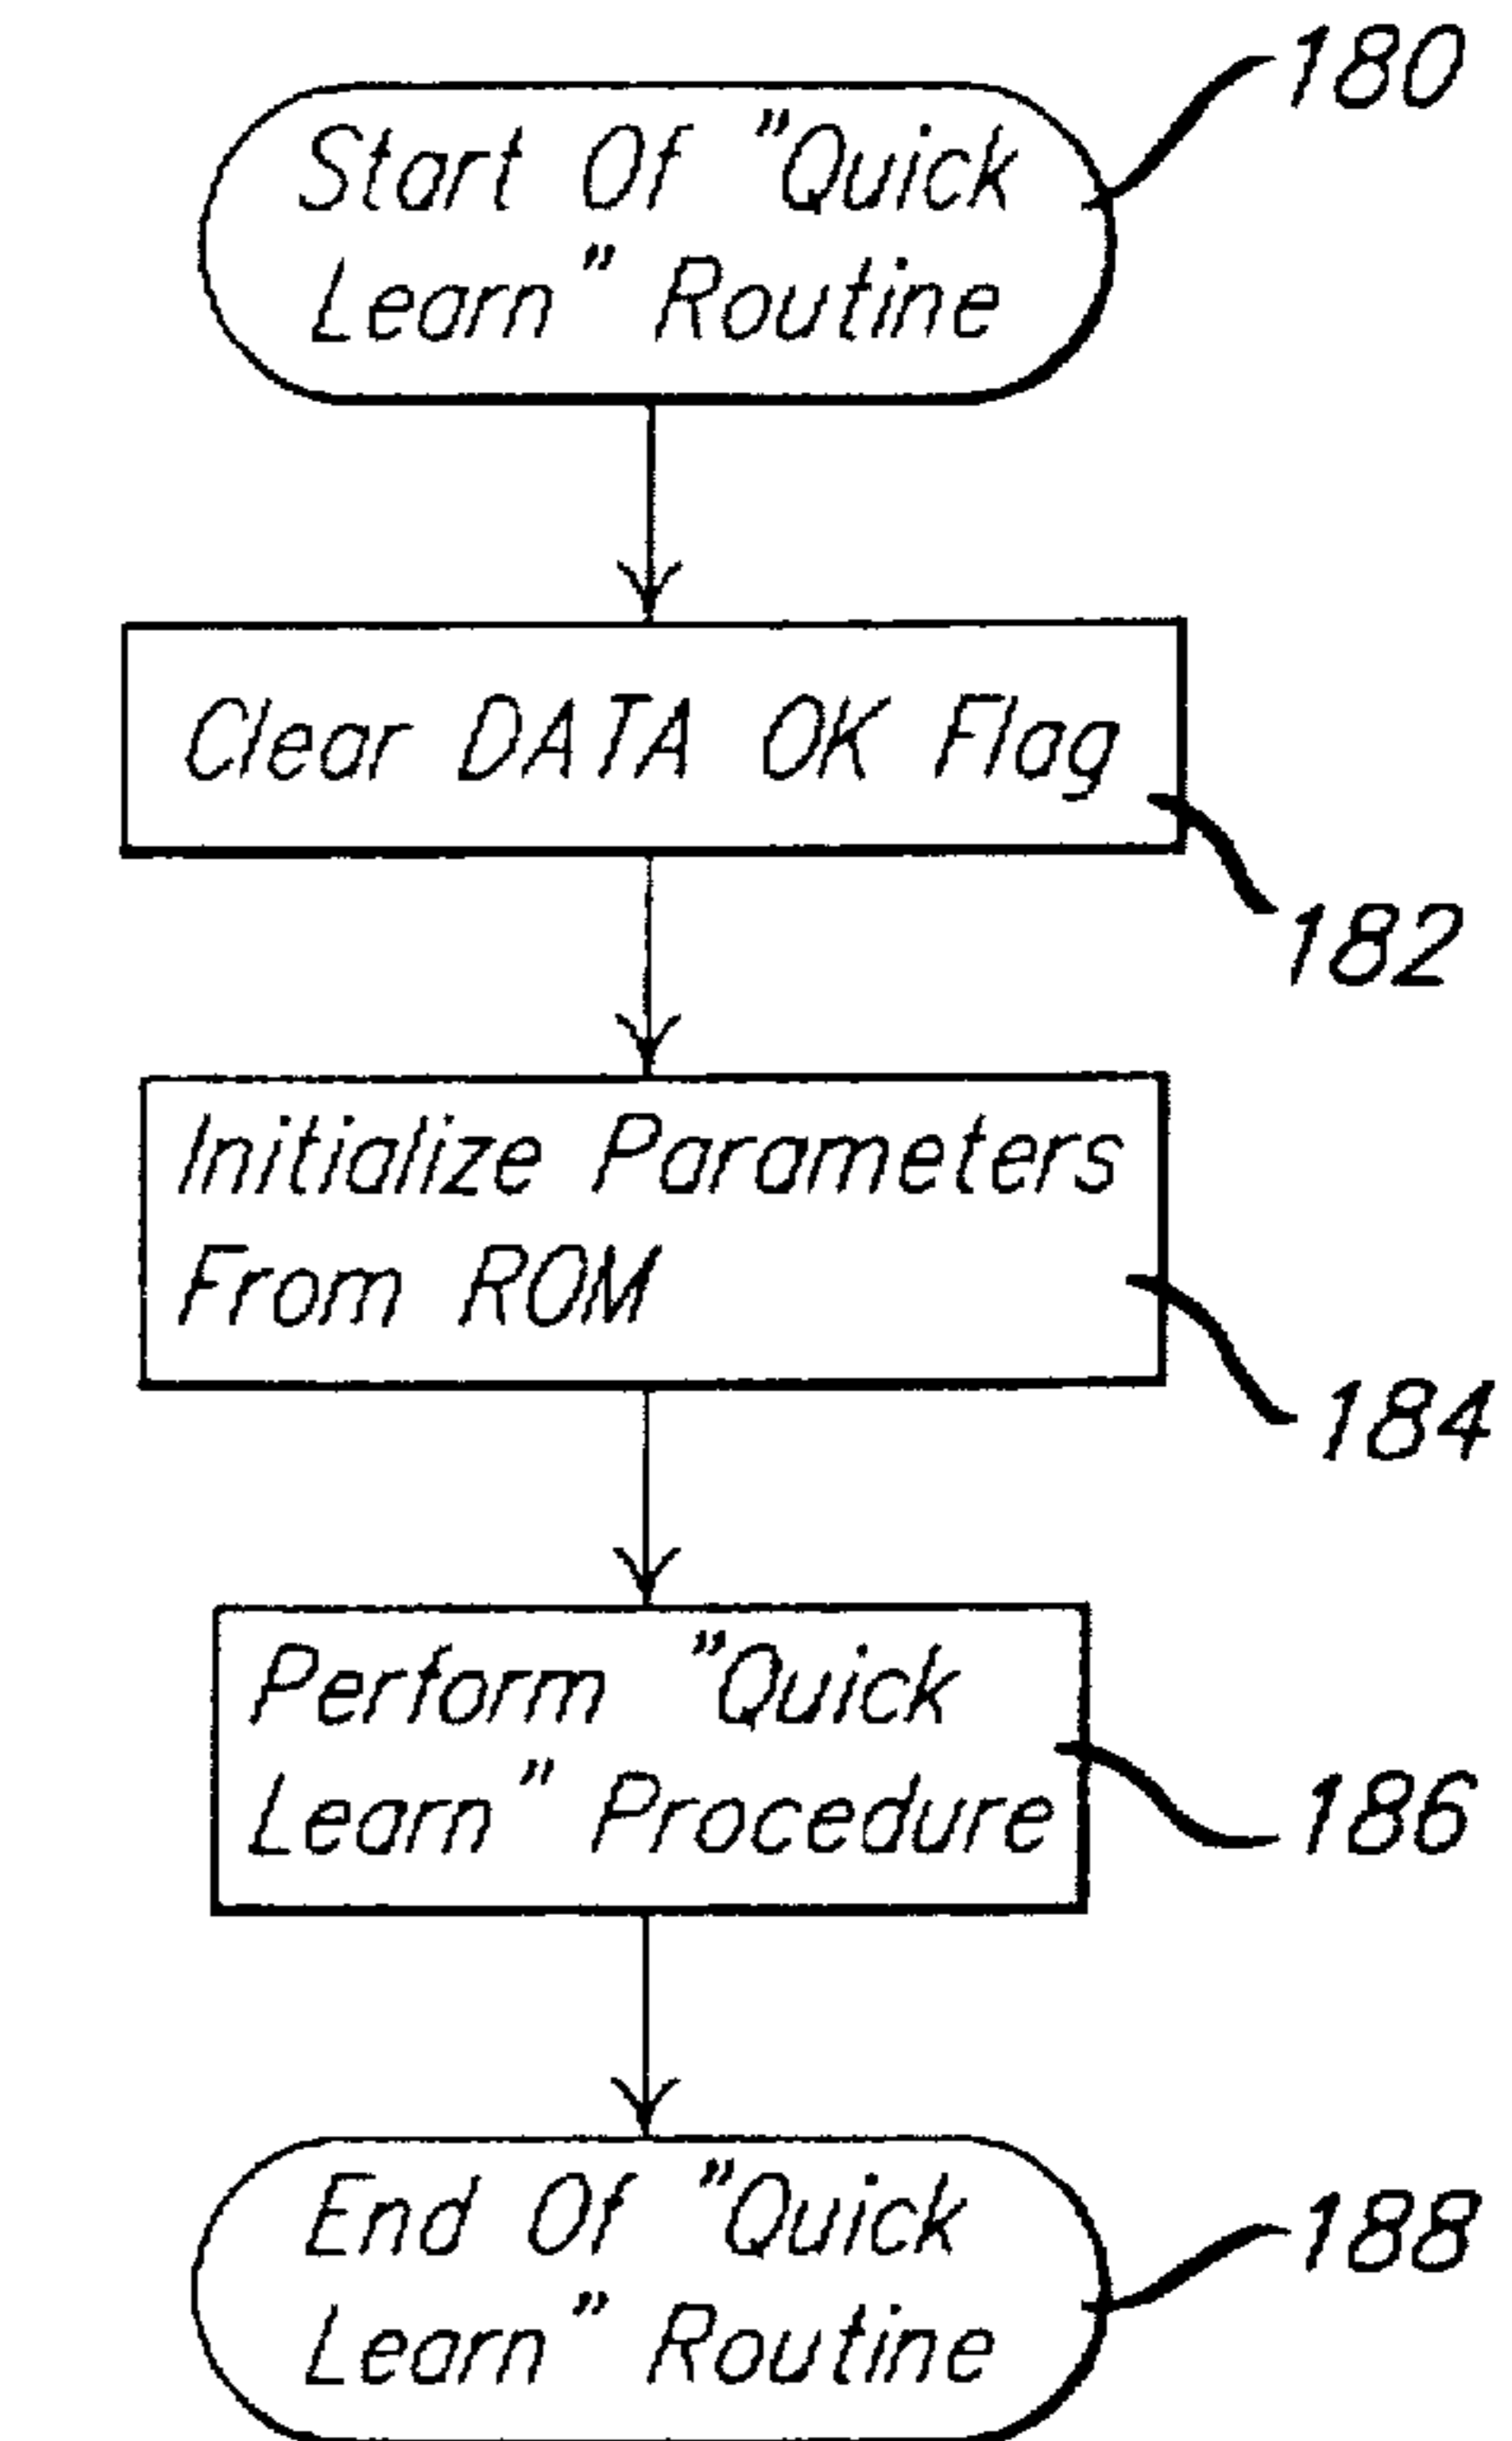 180
Start Of "Quick
Learn" Routine
Clear DATA OK Flag
182
Initialize Parameters
From ROM
184
Perform "Quick
Learn" Procedure
186
End Of "Quick
Learn" Routine
188